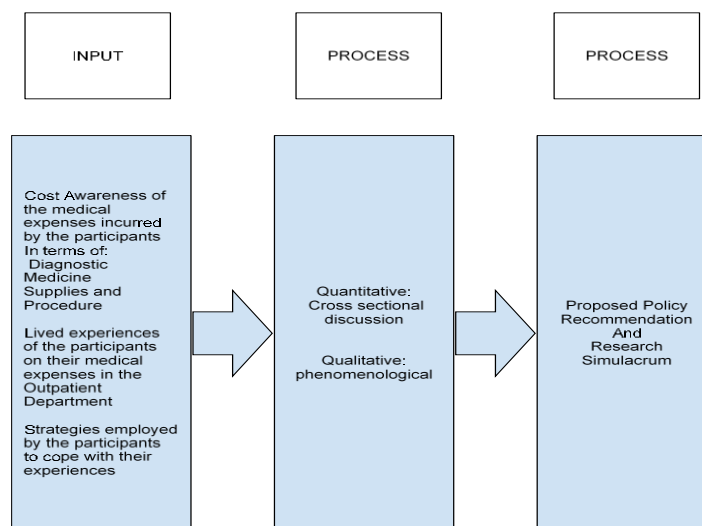 INPUT
PROCESS
PROCESS
Cost Awareness of
the medical
expenses incurred
by the participants
In terms of:
Diagnostic
Medicine
Supplies and
Procedure
Lived experiences
of the participants
on their medical
expenses in the
Outpatient
Department
Strategies employed
by the participants
to cope with their
experiences
Quantitative:
Cross sectional
discussion
Qualitative:
phenomenological
Proposed Policy
Recommendation
And
Research
Simulacrum